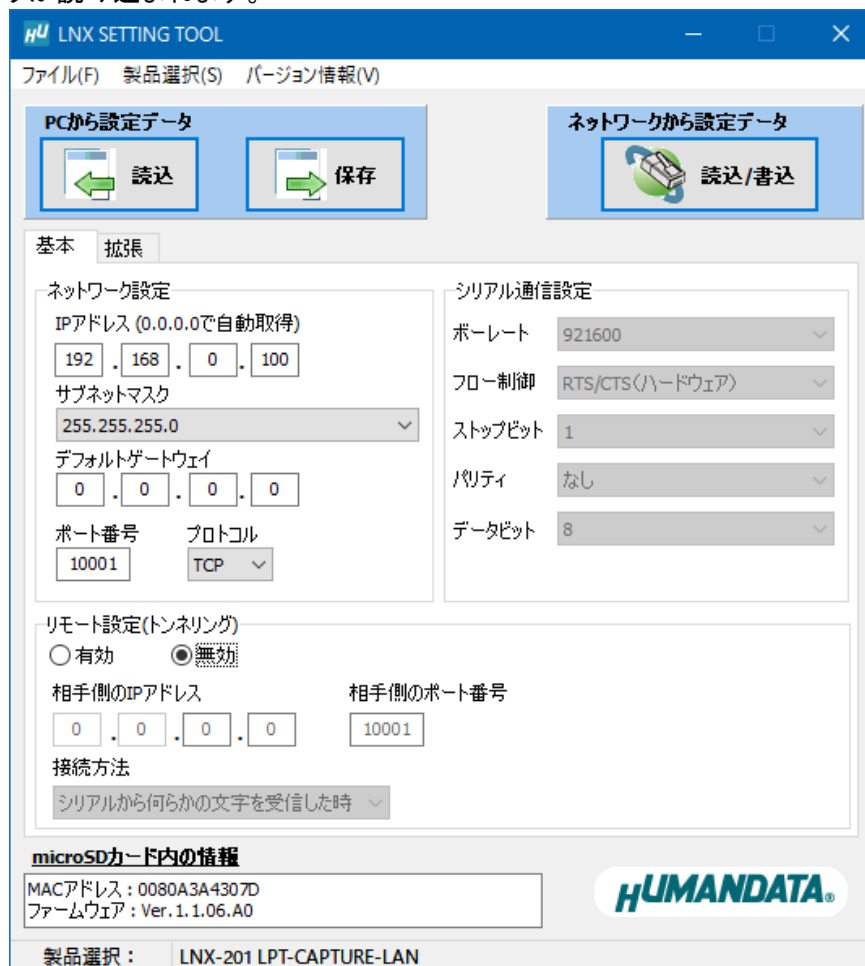 LNX SETTING TOOL
ファイル(F) 製品選択(S) バージョン情報(V)
PCから設定データ
読込
保存
ネットワークから設定データ
読込/書込
基本 拡張
ネットワーク設定
IPアドレス (0.0.0.0で自動取得)
192 . 168 . 0 . 100
サブネットマスク
255.255.255.0
デフォルトゲートウェイ
0 . 0 . 0 . 0
ポート番号 プロトコル
10001 TCP
シリアル通信設定
ボーレート 921600
フロー制御 RTS/CTS(ハードウェア)
ストップビット 1
パリティ なし
データビット 8
リモート設定(トンネリング)
有効 無効
相手側のIPアドレス 相手側のポート番号
0 . 0 . 0 . 0 10001
接続方法
シリアルから何らかの文字を受信した時
microSDカード内の情報
MACアドレス : 0080A3A4307D
ファームウェア : Ver.1.1.06.A0
HUMANDATA®
製品選択： LNX-201 LPT-CAPTURE-LAN